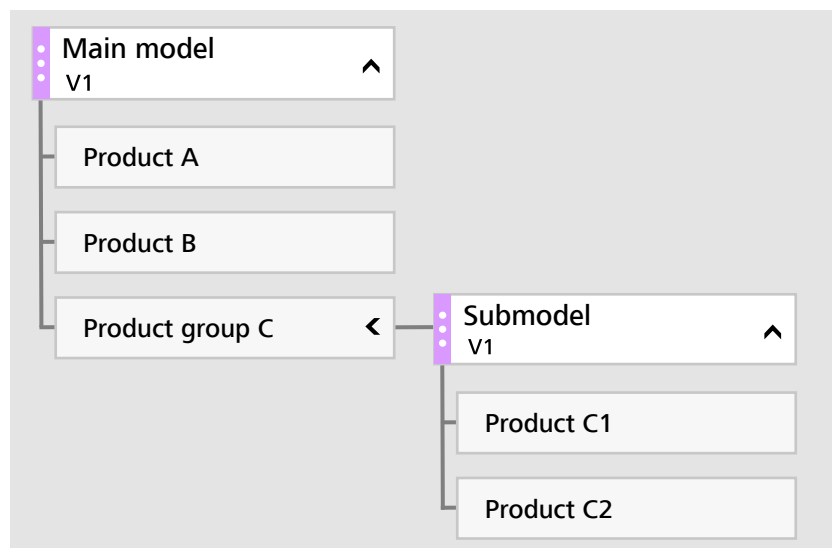 Main model
V1
Product A
Product B
Product group C
Submodel
V1
Product C1
Product C2